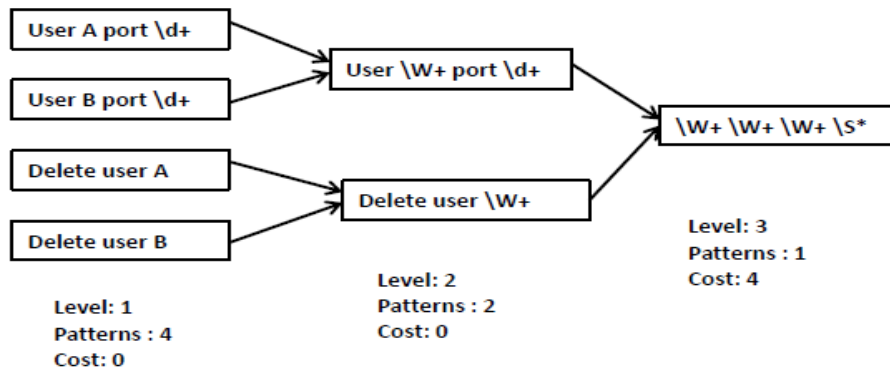 User A port \d+
User B port \d+
Delete user A
Delete user B
User \W+ port \d+
Delete user \W+
\W+ \W+ \W+ \S*
Level: 1
Patterns : 4
Cost: 0
Level: 2
Patterns : 2
Cost: 0
Level: 3
Patterns : 1
Cost: 4